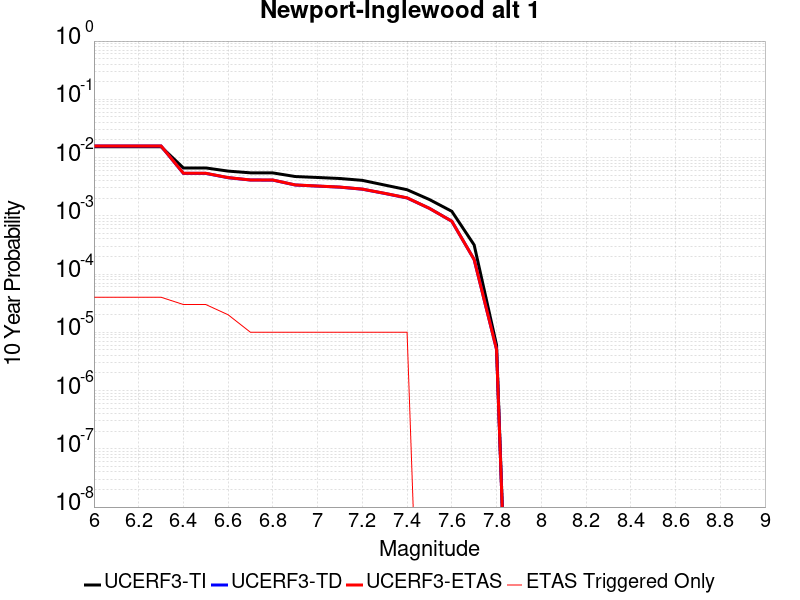 Newport-Inglewood alt 1
10^0
10^-1
10^-2
10^-3
10^-4
10^-5
10^-6
10^-7
10^-8
10 Year Probability
6 6.2 6.4 6.6 6.8 7 7.2 7.4 7.6 7.8 8 8.2 8.4 8.6 8.8 9
Magnitude
UCERF3-TI UCERF3-TD UCERF3-ETAS ETAS Triggered Only